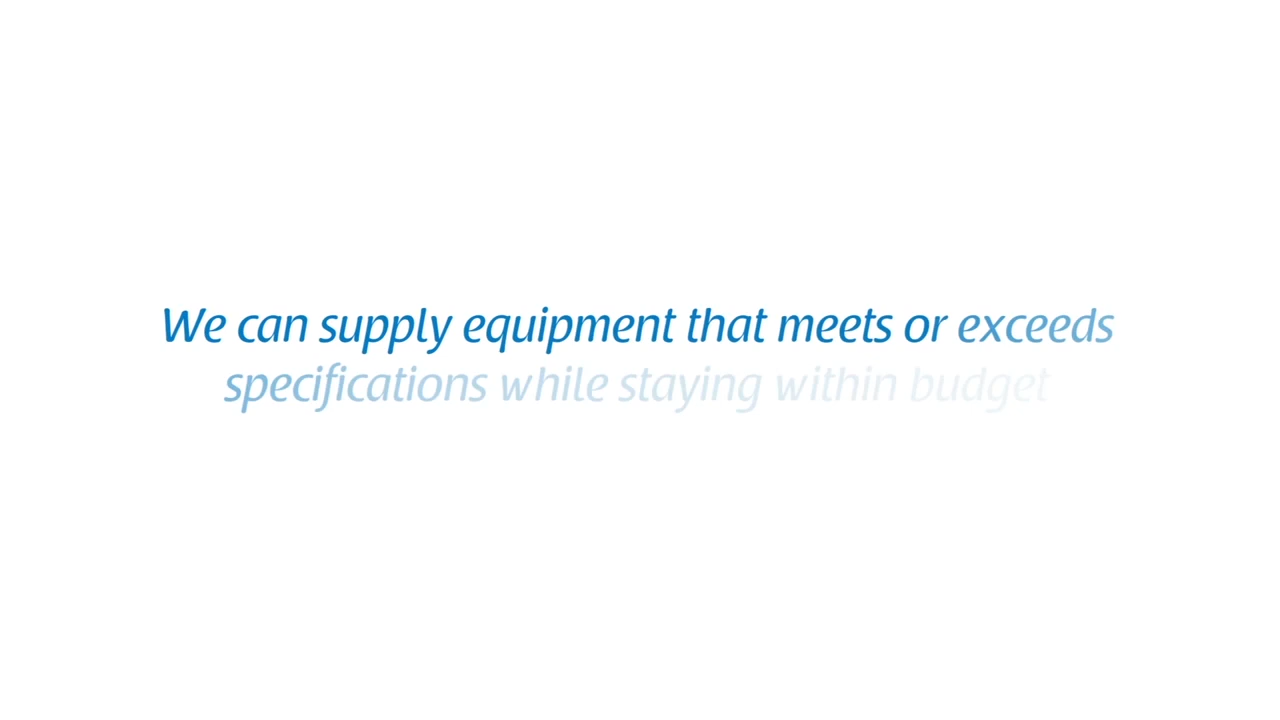 We can supply equipment that meets or exceeds
specifications while staying within budget